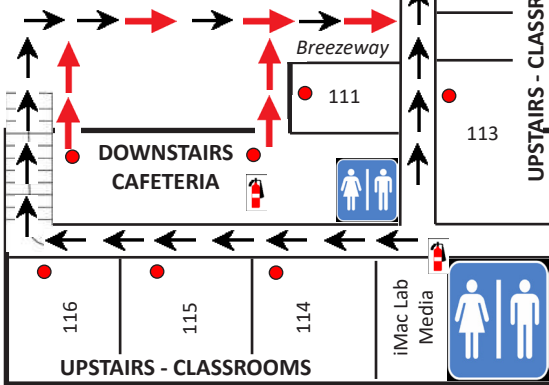 Breezeway
111
113
UPSTAIRS - CLASSR
DOWNSTAIRS
CAFETERIA
116
115
114
iMac Lab
Media
UPSTAIRS - CLASSROOMS